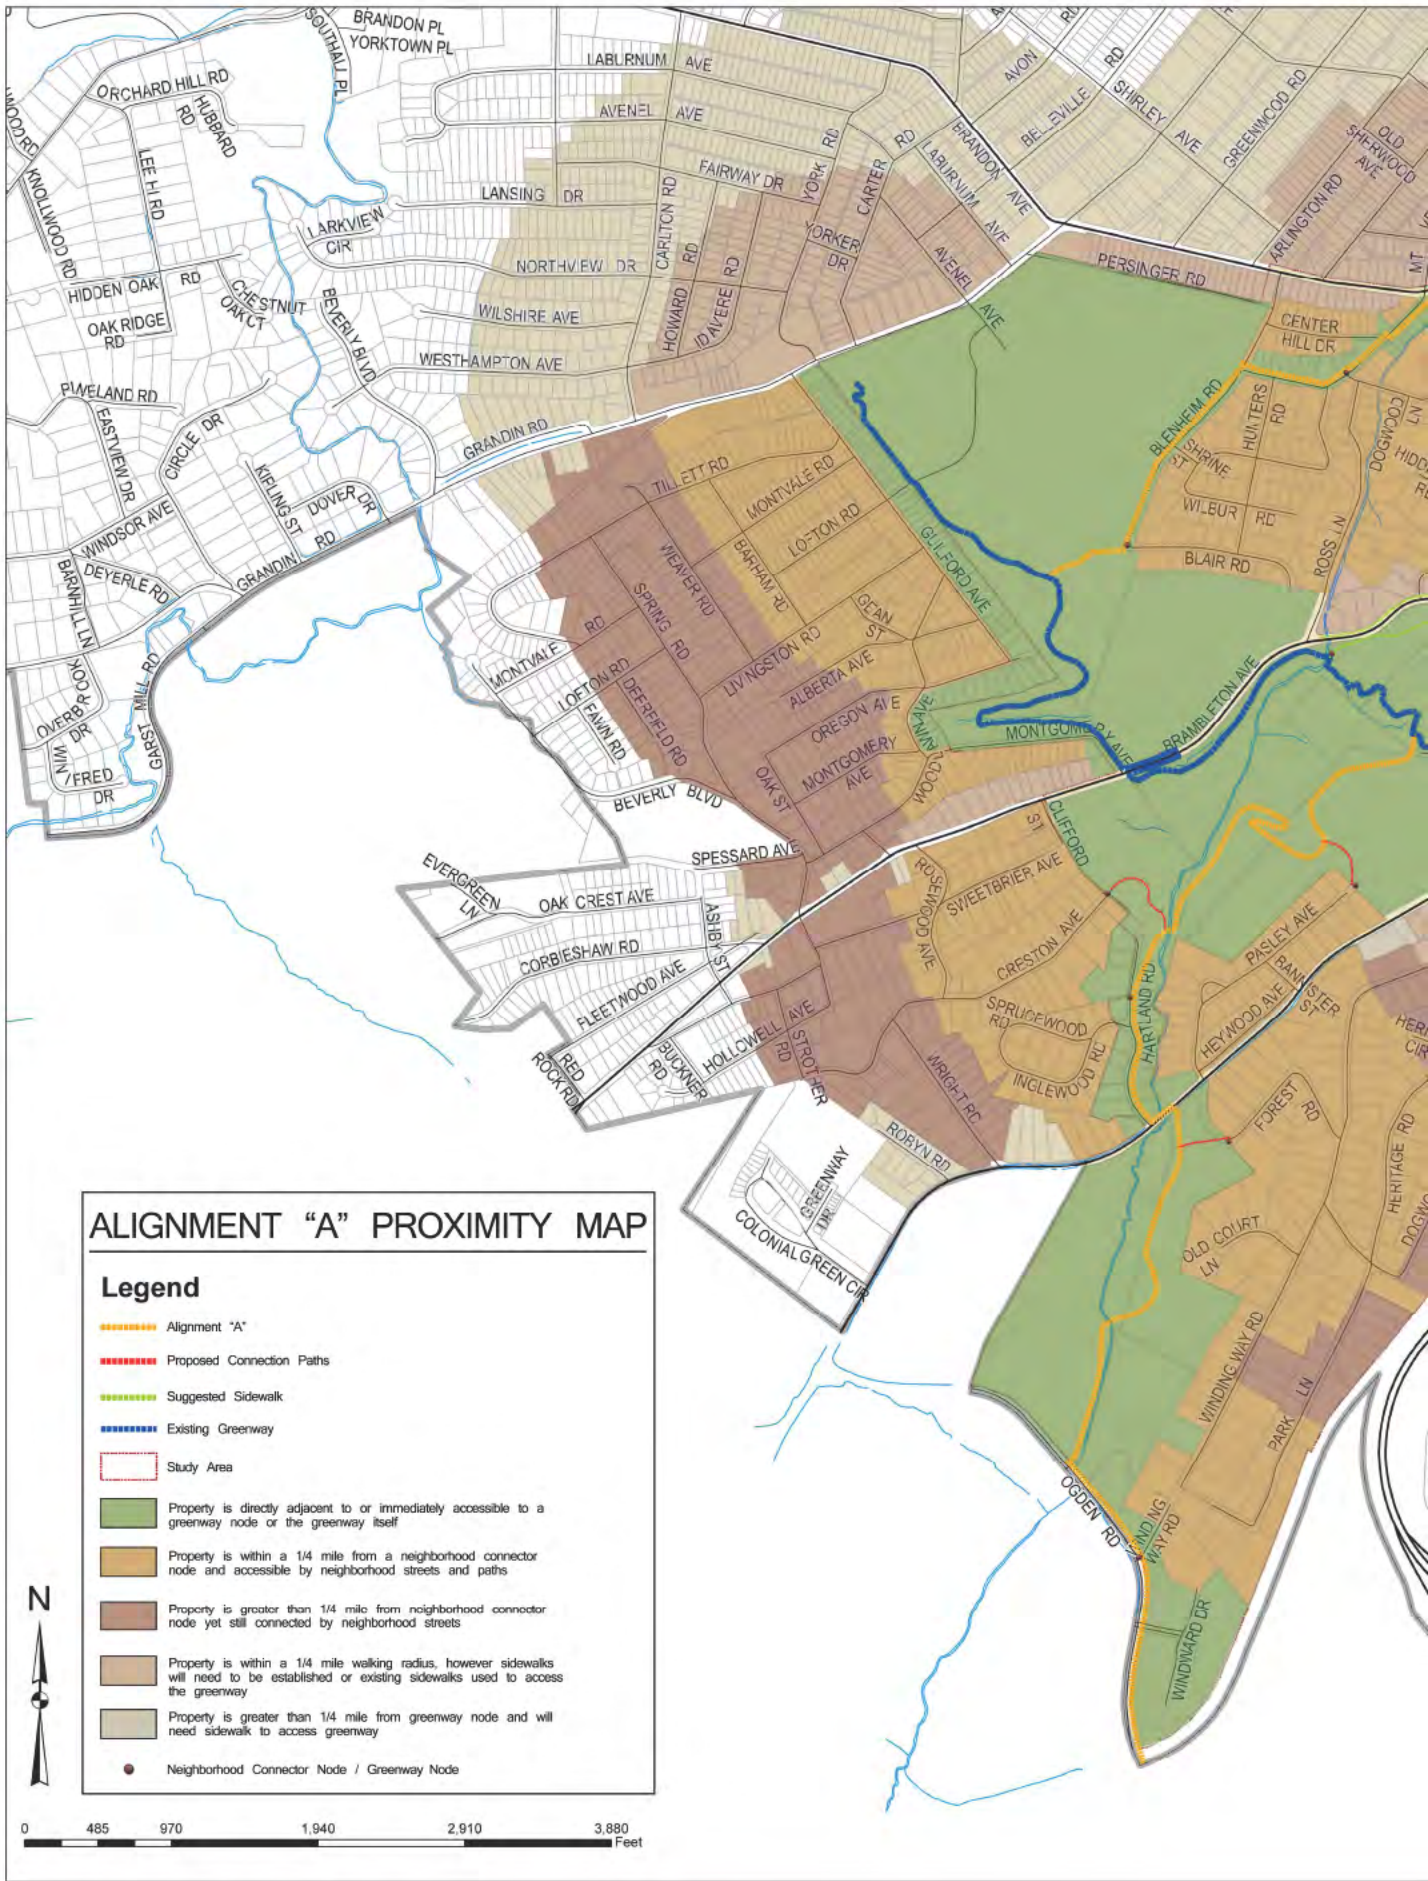 BRANDON PL
YORKTOWN PL
SOUTHALL PL
RD
LABURNUM AVE
AVON
ORCHARD HILL RD
HUBBARD
RD
BELLEVILLE
RD
SHIRLEY AVE
GREENWOOD RD
OLD
SHERWOOD
AVE
AVENEL AVE
LEE HI RD
KNOLLWOOD RD
FAIRWAY DR
YORK RD
CARTER RD
LABURNUM AVE
BRANDON AVE
ARLINGTON RD
LANSING DR
CARLTON RD
LARKVIEW
CIR
YORKER
DR
AVENEL AVE
MT
NORTHVIEW DR
PERSINGER RD
HIDDEN OAK RD
CHESTNUT
OAK CT
BEVERLY BLVD
HOWARD RD
IDAVERE RD
OAK RIDGE
RD
WILSHIRE AVE
CENTER
HILL DR
WESTHAMPTON AVE
EASTVIEW DR
CIRCLE DR
GRANDIN RD
BLENHEIM RD
HUNTERS
RD
DOGWOOD
LN
SHRINE
ST
KIPLING ST
DOVER DR
TILLETT RD
MONTVALE RD
LOFTON RD
WILBUR RD
WINDSOR AVE
DEYERLE RD
BARNHILL LN
GRANDIN RD
WEAVER RD
BARHAM RD
GUILFORD AVE
BLAIR RD
ROSS LN
SPRING RD
GEAN
ST
MONTVALE RD
LIVINGSTON RD
ALBERTA AVE
LOFTON RD
DEERFIELD RD
FAWN RD
OREGON AVE
MONTGOMERY AVE
BRAMBLETON AVE
OVERBROOK
DR
GARST MILL RD
WINIFRED
DR
MONTGOMERY
AVE
OAK ST
BEVERLY BLVD
CLIFFORD
ST
SPESSARD AVE
EVERGREEN
LN
OAK CREST AVE
ASHBY ST
ROSEWOOD AVE
SWEETBRIER AVE
CORBIESHAW RD
CRESTON AVE
PASLEY AVE
BANNISTER
ST
FLEETWOOD AVE
HARTLAND RD
HEYWOOD AVE
SPRUCEWOOD
RD
HOLLOWELL AVE
STROTHER
RD
BUCKNER
RD
RED
ROCK RD
INGLEWOOD RD
WRIGHT RD
FOREST RD
ROBYN RD
HERITAGE RD
GREENWAY
DR
COLONIAL GREEN CIR
OLD COURT
LN
WINDING WAY RD
PARK LN
OGDEN RD
WINDING
WAY RD
WINDWARD DR
ALIGNMENT “A” PROXIMITY MAP
Legend
Alignment “A”
Proposed Connection Paths
Suggested Sidewalk
Existing Greenway
Study Area
Property is directly adjacent to or immediately accessible to a
greenway node or the greenway itself
Property is within a 1/4 mile from a neighborhood connector
node and accessible by neighborhood streets and paths
Property is greater than 1/4 mile from neighborhood connector
node yet still connected by neighborhood streets
Property is within a 1/4 mile walking radius, however sidewalks
will need to be established or existing sidewalks used to access
the greenway
Property is greater than 1/4 mile from greenway node and will
need sidewalk to access greenway
Neighborhood Connector Node / Greenway Node
N
0 485 970 1,940 2,910 3,880
Feet